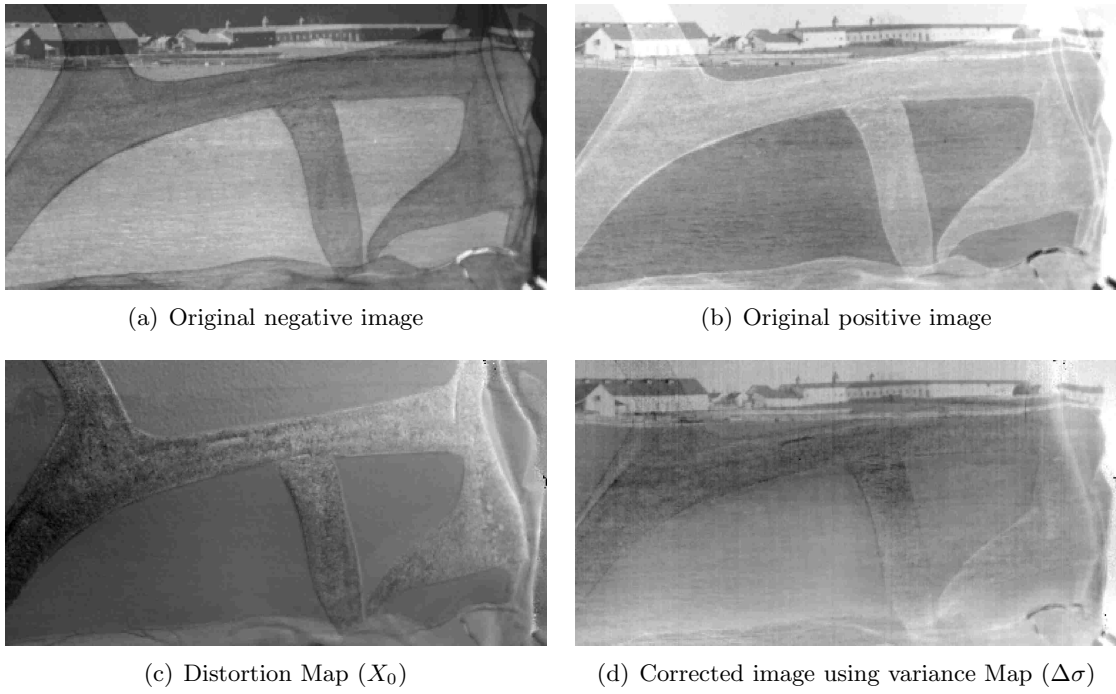 (a) Original negative image
(b) Original positive image
(c) Distortion Map (X₀)
(d) Corrected image using variance Map (Δσ)